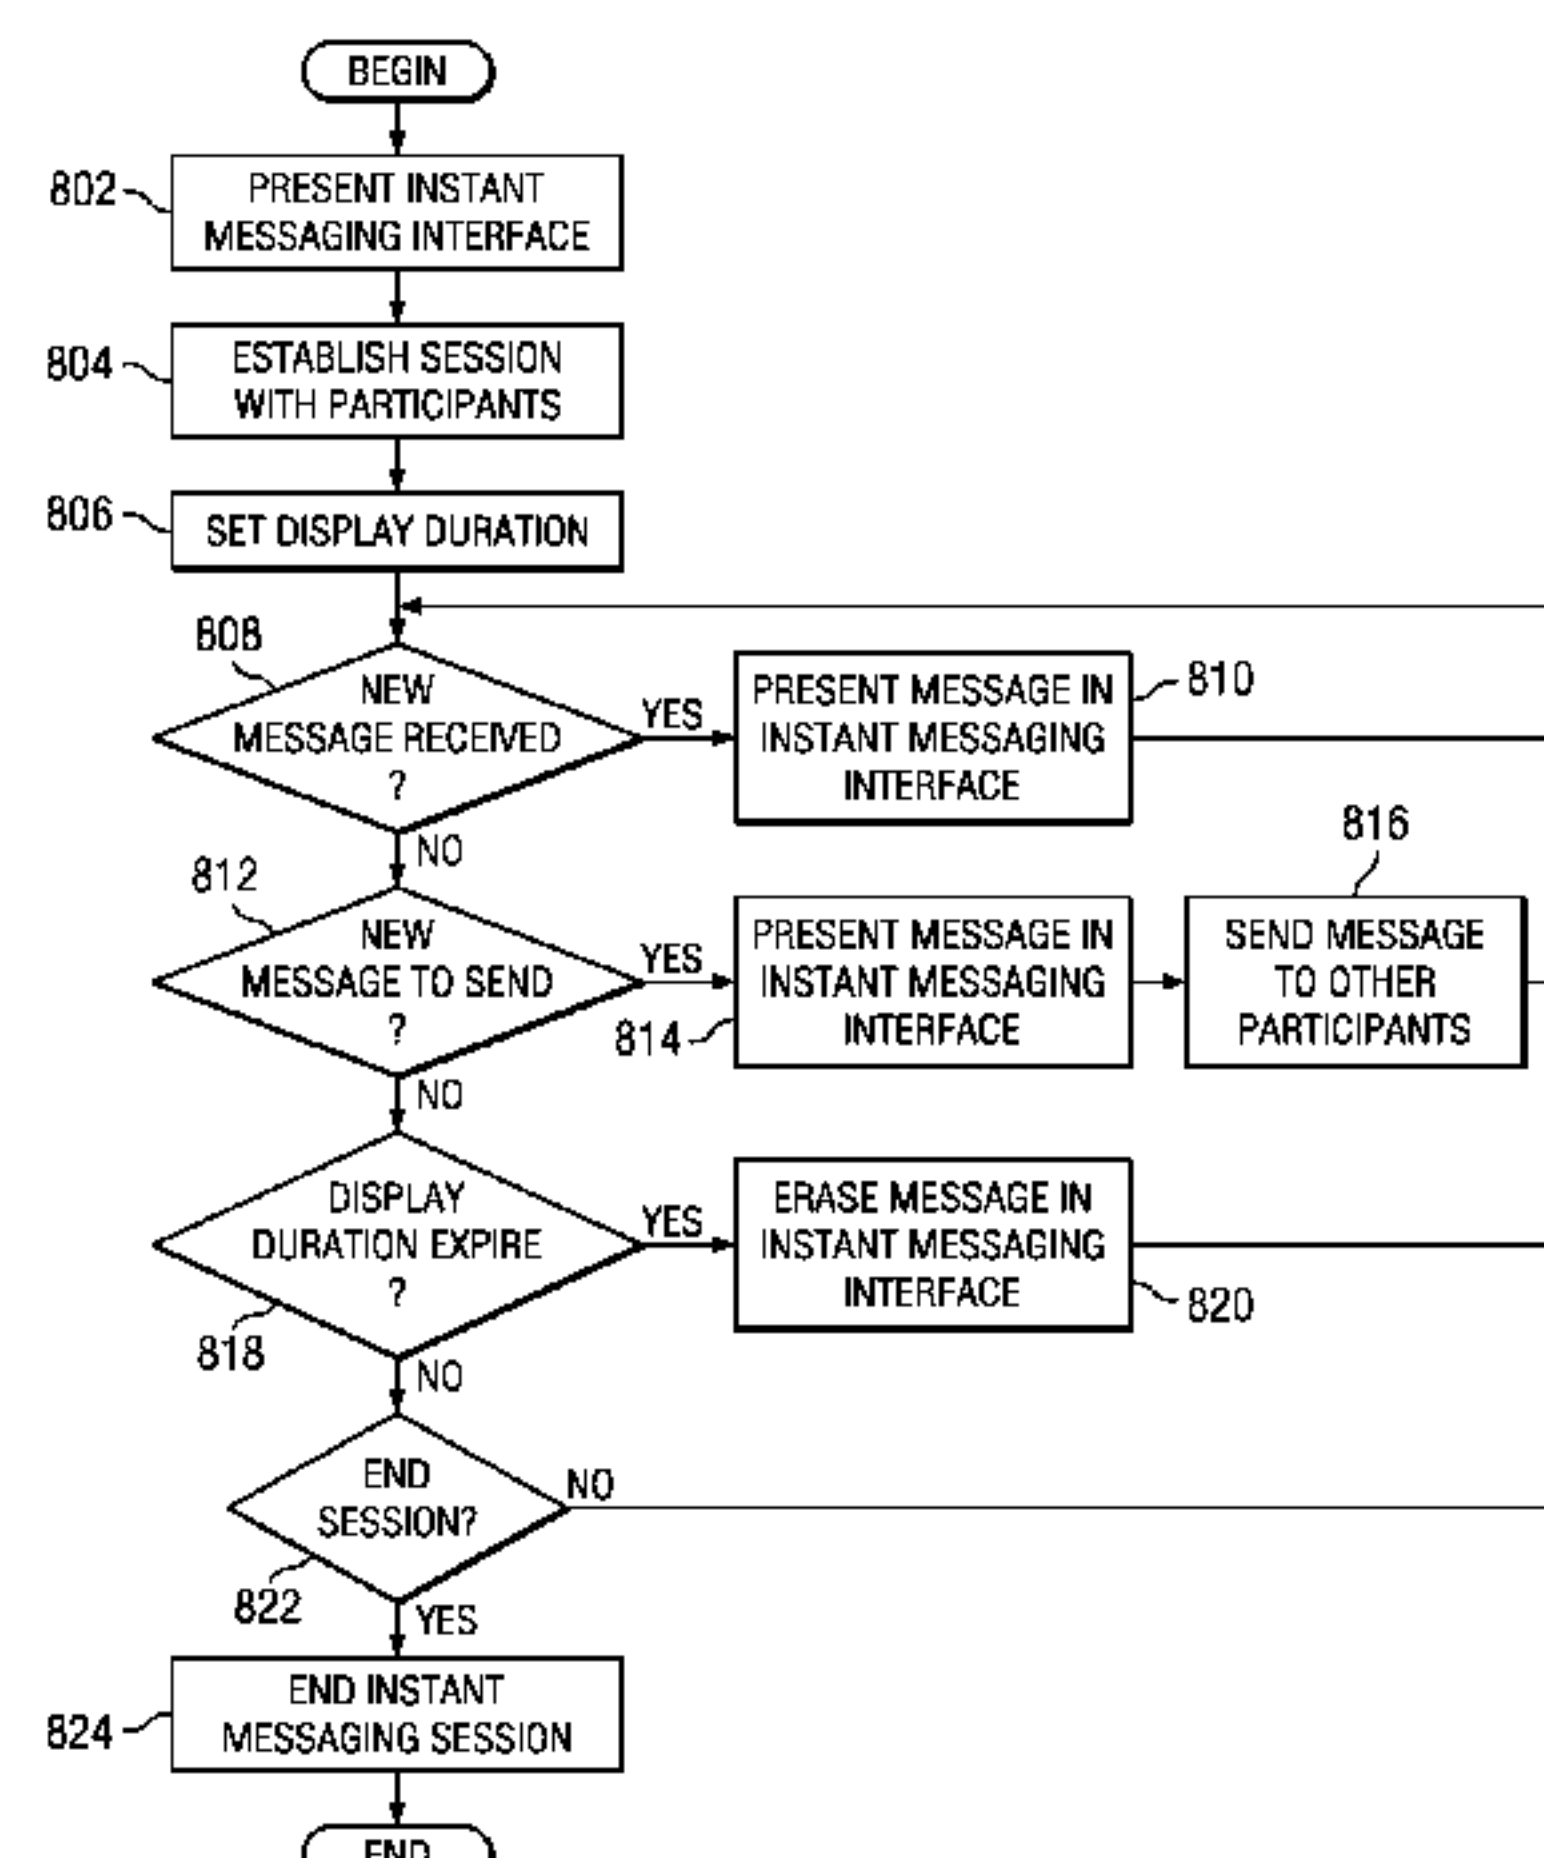 BEGIN
802
PRESENT INSTANT
MESSAGING INTERFACE
804
ESTABLISH SESSION
WITH PARTICIPANTS
806
SET DISPLAY DURATION
808
NEW
MESSAGE RECEIVED
?
YES
PRESENT MESSAGE IN
INSTANT MESSAGING
INTERFACE
810
NO
812
NEW
MESSAGE TO SEND
?
YES
PRESENT MESSAGE IN
INSTANT MESSAGING
INTERFACE
814
816
SEND MESSAGE
TO OTHER
PARTICIPANTS
NO
DISPLAY
DURATION EXPIRE
?
818
YES
ERASE MESSAGE IN
INSTANT MESSAGING
INTERFACE
820
NO
END
SESSION?
822
NO
YES
824
END INSTANT
MESSAGING SESSION
END